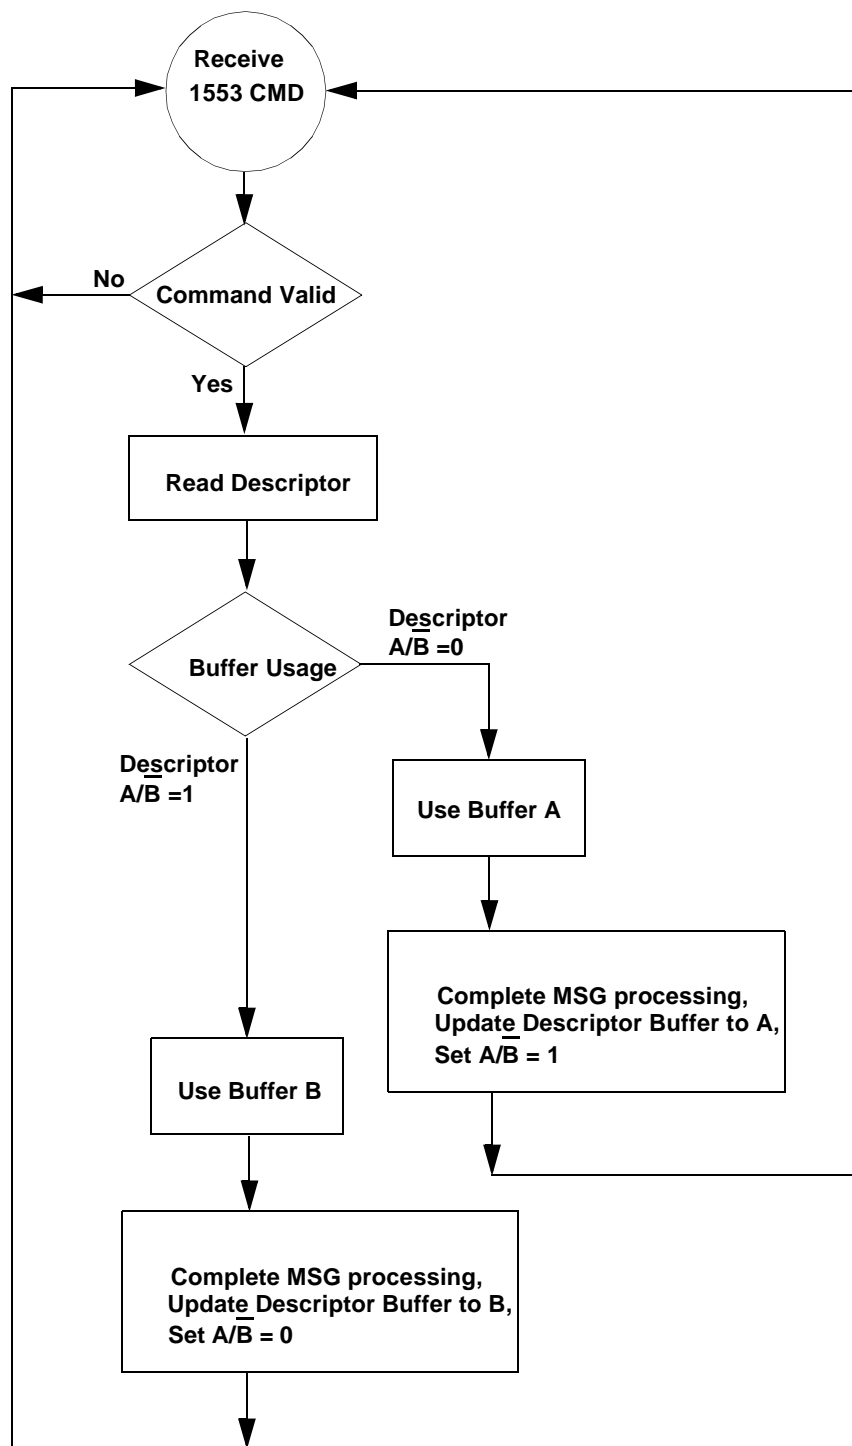 Receive
1553 CMD
No
Command Valid
Yes
Read Descriptor
Descriptor
A/B̅ =0
Buffer Usage
Descriptor
A/B̅ =1
Use Buffer A
Complete MSG processing,
Update Descriptor Buffer to A,
Set A/B̅ = 1
Use Buffer B
Complete MSG processing,
Update Descriptor Buffer to B,
Set A/B̅ = 0